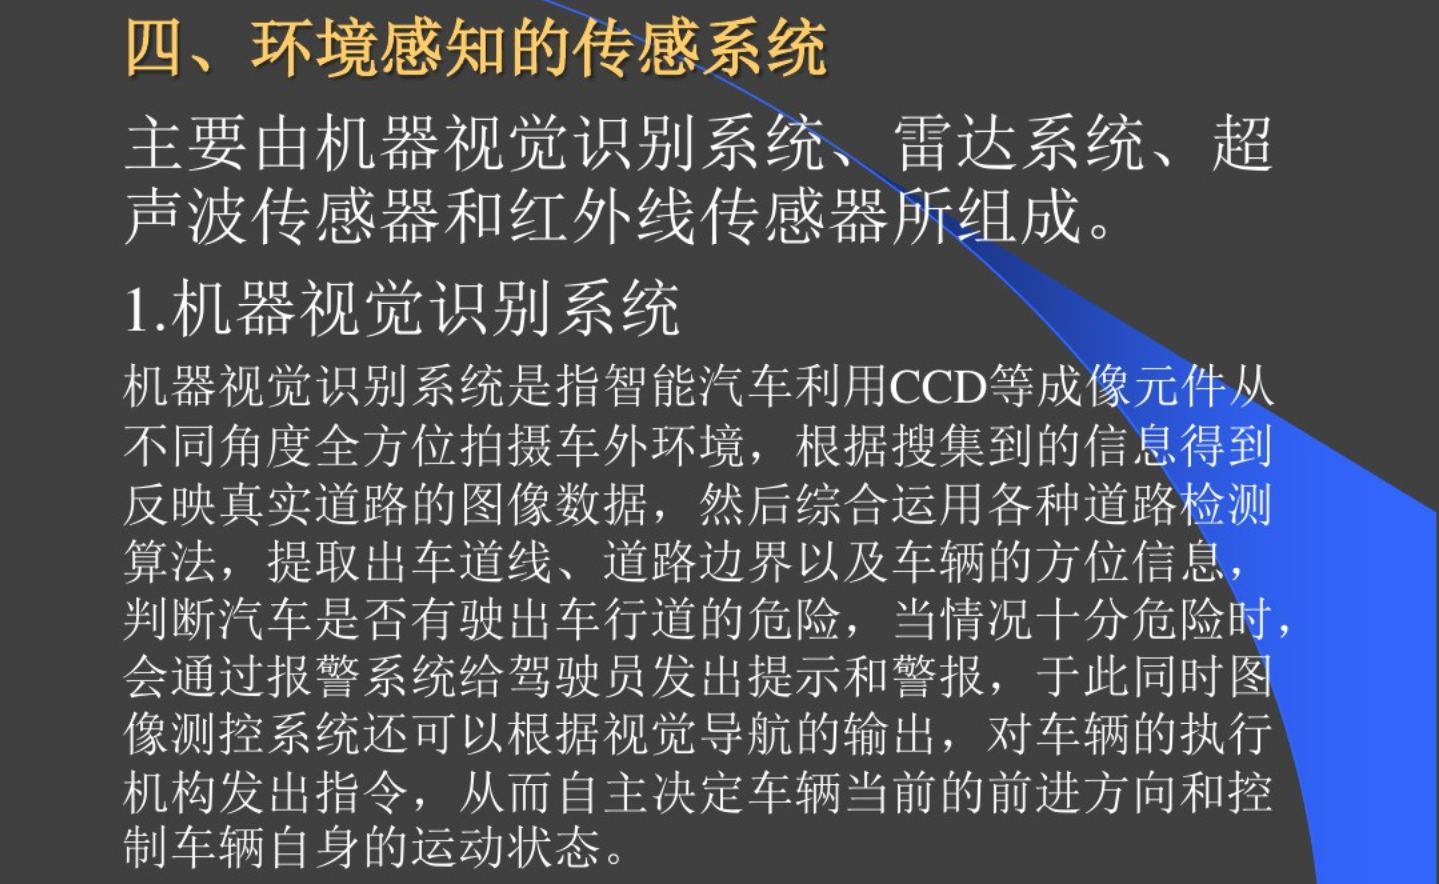 四、环境感知的传感系统
主要由机器视觉识别系统、雷达系统、超
声波传感器和红外线传感器所组成。
1.机器视觉识别系统
机器视觉识别系统是指智能汽车利用CCD等成像元件从
不同角度全方位拍摄车外环境，根据搜集到的信息得到
反映真实道路的图像数据，然后综合运用各种道路检测
算法，提取出车道线、道路边界以及车辆的方位信息，
判断汽车是否有驶出车行道的危险，当情况十分危险时，
会通过报警系统给驾驶员发出提示和警报，于此同时图
像测控系统还可以根据视觉导航的输出，对车辆的执行
机构发出指令，从而自主决定车辆当前的前进方向和控
制车辆自身的运动状态。